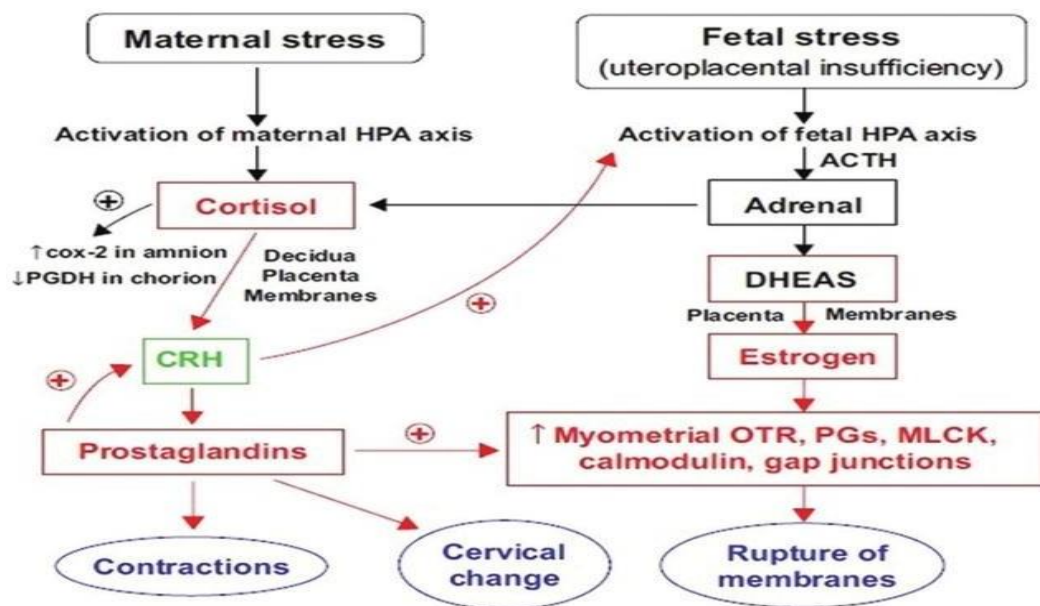 Maternal stress
Fetal stress
(uteroplacental insufficiency)
Activation of maternal HPA axis
Activation of fetal HPA axis
ACTH
Cortisol
Adrenal
+
↑cox-2 in amnion
↓PGDH in chorion
Decidua
Placenta
Membranes
+
DHEAS
Placenta
Membranes
CRH
Estrogen
+
Prostaglandins
+
↑ Myometrial OTR, PGs, MLCK,
calmodulin, gap junctions
Contractions
Cervical
change
Rupture of
membranes